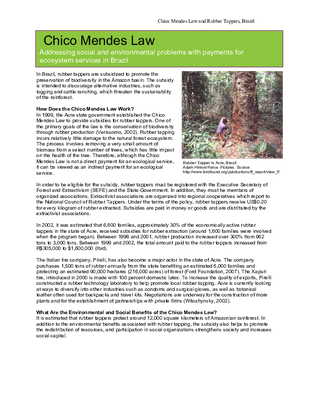 Chico Mendes Law and Rubber Tappers, Brazil
Chico Mendes Law
Addressing social and environmental problems with payments for
ecosystem services in Brazil
In Brazil, rubber tappers are subsidized to promote the
preservation of biodiversity in the Amazon basin. The subsidy
is intended to discourage alternative industries, such as
logging and cattle ranching, which threaten the sustainability
of the rainforest.
How Does the Chico Mendes Law Work?
In 1999, the Acre state government established the Chico
Mendes Law to provide subsidies for rubber tappers. One of
the primary goals of the law is the conservation of biodiversity
through rubber production (Verissomo, 2002). Rubber tapping
incurs relatively little damage to the natural forest ecosystem.
The process involves removing a very small amount of
biomass from a select number of trees, which has little impact
on the health of the tree. Therefore, although the Chico
Mendes Law is not a direct payment for an ecological service,
it can be viewed as an indirect payment for an ecological
service.
Rubber Tapper in Acre, Brazil.
In order to be eligible for the subsidy, rubber tappers must be registered with the Executive Secretary of
Forest and Extractivism (SEFE) and the State Government. In addition, they must be members of
organized associations. Extractivist associations are organized into regional cooperatives which report to
the National Council of Rubber Tappers. Under the terms of the policy, rubber tappers receive US$0.20
for every kilogram of rubber extracted. Subsidies are paid in money or goods and are distributed by the
extractivist associations.
In 2002, it was estimated that 6,600 families, approximately 30% of the economically active rubber
tappers in the state of Acre, received subsidies for rubber extraction (around 1,600 families were involved
when the program began). Between 1998 and 2001, rubber production increased over 300% from 962
tons to 3,000 tons. Between 1999 and 2002, the total amount paid to the rubber tappers increased from
R$305,000 to $1,600,000 (Ibid).
The Italian tire company, Pirelli, has also become a major actor in the state of Acre. The company
purchases 1,500 tons of rubber annually from the state benefiting an estimated 6,000 families and
protecting an estimated 90,000 hectares (216,000 acres) of forest (Ford Foundation, 2007). The Xapuri
tire, introduced in 2000 is made with 100 percent domestic latex. To increase the quality of exports, Pirelli
constructed a rubber technology laboratory to help promote local rubber tapping. Acre is currently looking
at ways to diversify into other industries such as condoms and surgical gloves, as well as botanical
leather often used for backpacks and travel kits. Negotiations are underway for the construction of more
plants and for the establishment of partnerships with private firms (Witoshynsky, 2002).
What Are the Environmental and Social Benefits of the Chico Mendes Law?
It is estimated that rubber tappers protect around 12,000 square kilometers of Amazonian rainforest. In
addition to the environmental benefits associated with rubber tapping, the subsidy also helps to promote
the redistribution of resources, and participation in social organizations strengthens society and increases
social capital.